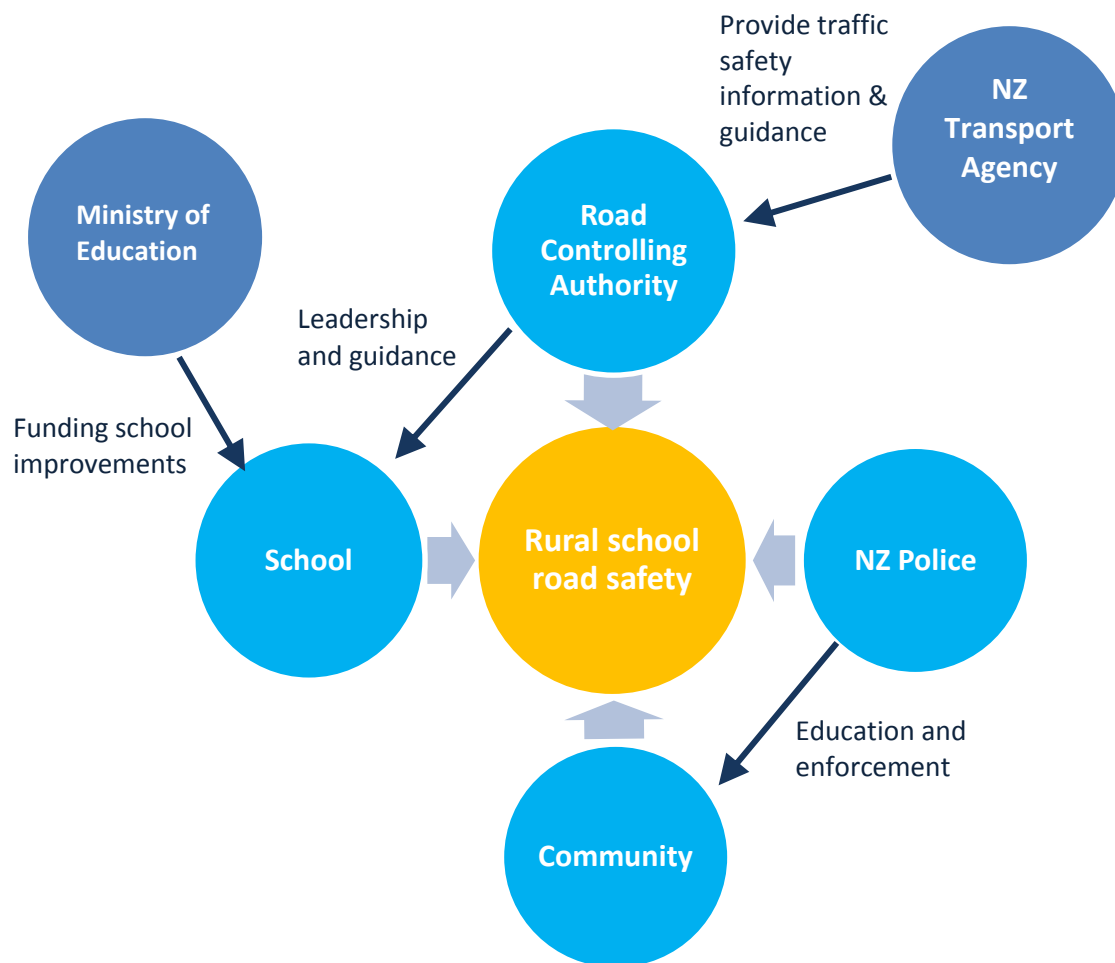 Provide traffic
safety
information &
guidance
NZ
Transport
Agency
Ministry of
Education
Road
Controlling
Authority
Leadership
and guidance
Funding school
improvements
School
Rural school
road safety
NZ Police
Education and
enforcement
Community